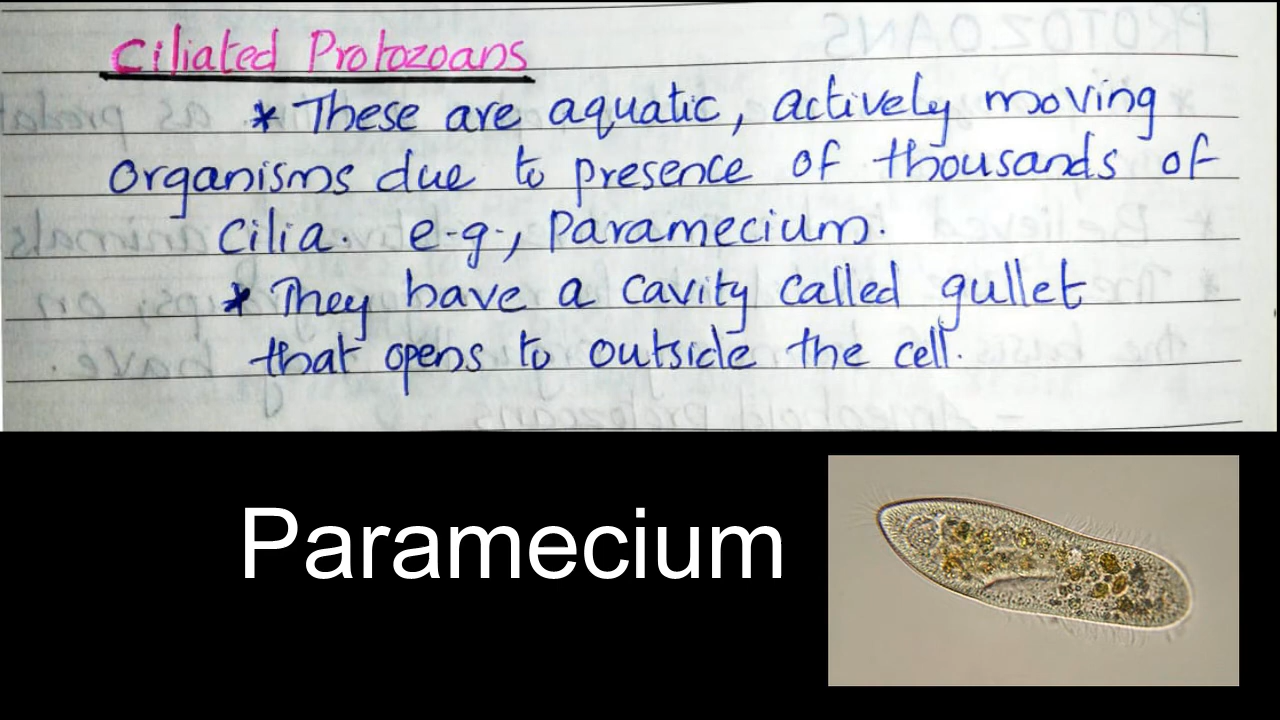 Ciliated Protozoans
* These are aquatic, actively moving
organisms due to presence of thousands of
cilia. e.g., Paramecium.
* They have a cavity called gullet
that opens to outside the cell.
Paramecium